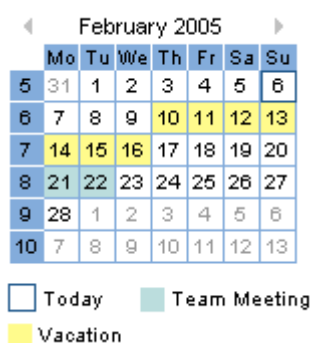 February 2005
Mo Tu We Th Fr Sa Su
5 31 1 2 3 4 5 6
6 7 8 9 10 11 12 13
7 14 15 16 17 18 19 20
8 21 22 23 24 25 26 27
9 28 1 2 3 4 5 6
10 7 8 9 10 11 12 13
Today Team Meeting
Vacation